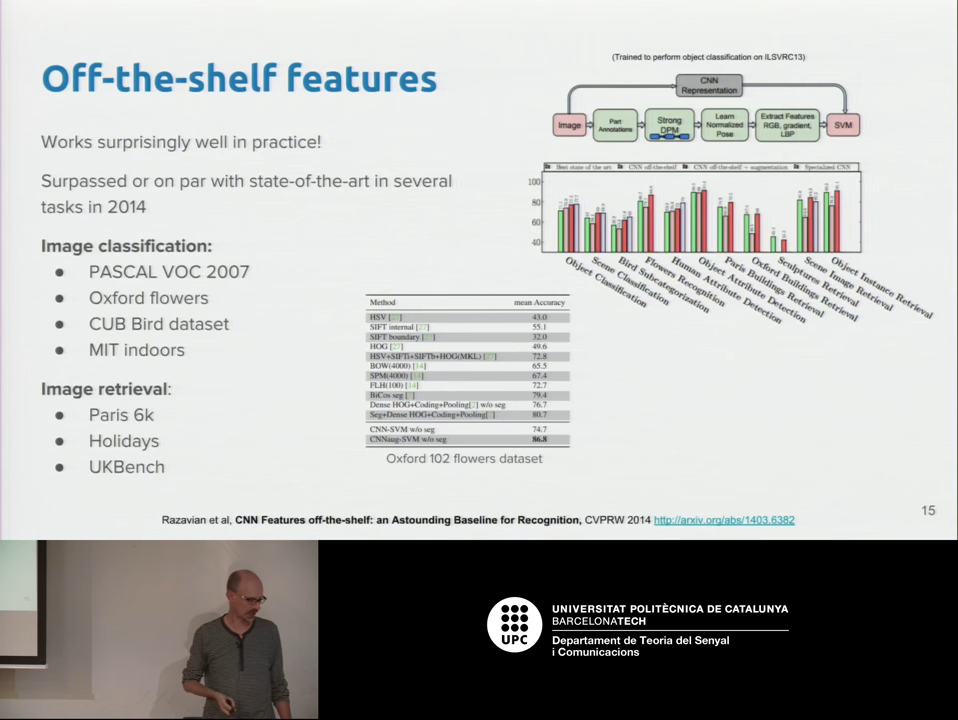 Off-the-shelf features
Works surprisingly well in practice!
Surpassed or on par with state-of-the-art in several
tasks in 2014
Image classification:
● PASCAL VOC 2007
● Oxford flowers
● CUB Bird dataset
● MIT indoors
Image retrieval:
● Paris 6k
● Holidays
● UKBench
(Trained to perform object classification on ILSVRC13)
CNN
Representation
Image
Part
Annotations
Strong
DPM
Learn
Normalized
Pose
Extract Features
RGB, gradient,
LBP
SVM
Best state of the art CNN off-the-shelf CNN off-the-shelf + augmentation Specialized CNN
100
80
60
40
Object Classification
Scene Classification
Bird Subcategorization
Flowers Recognition
Human Attribute Detection
Object Attribute Detection
Paris Buildings Retrieval
Oxford Buildings Retrieval
Sculptures Retrieval
Scene Image Retrieval
Object Instance Retrieval
Method mean Accuracy
HSV [27] 43.0
SIFT internal [27] 55.1
SIFT boundary [27] 32.0
HOG [27] 49.6
HSV+SIFTi+SIFTb+HOG(MKL) [27] 72.8
BOW(4000) [14] 65.5
SPM(4000) [14] 67.4
FLH(100) [14] 72.7
BiCos seg 79.4
Dense HOG+Coding+Pooling w/o seg 76.7
Seg+Dense HOG+Coding+Pooling 80.7
CNN-SVM w/o seg 74.7
CNNaug-SVM w/o seg 86.8
Oxford 102 flowers dataset
Razavian et al, CNN Features off-the-shelf: an Astounding Baseline for Recognition, CVPRW 2014 http://arxiv.org/abs/1403.6382
15
UPC
UNIVERSITAT POLITÈCNICA DE CATALUNYA
BARCELONATECH
Departament de Teoria del Senyal
i Comunicacions